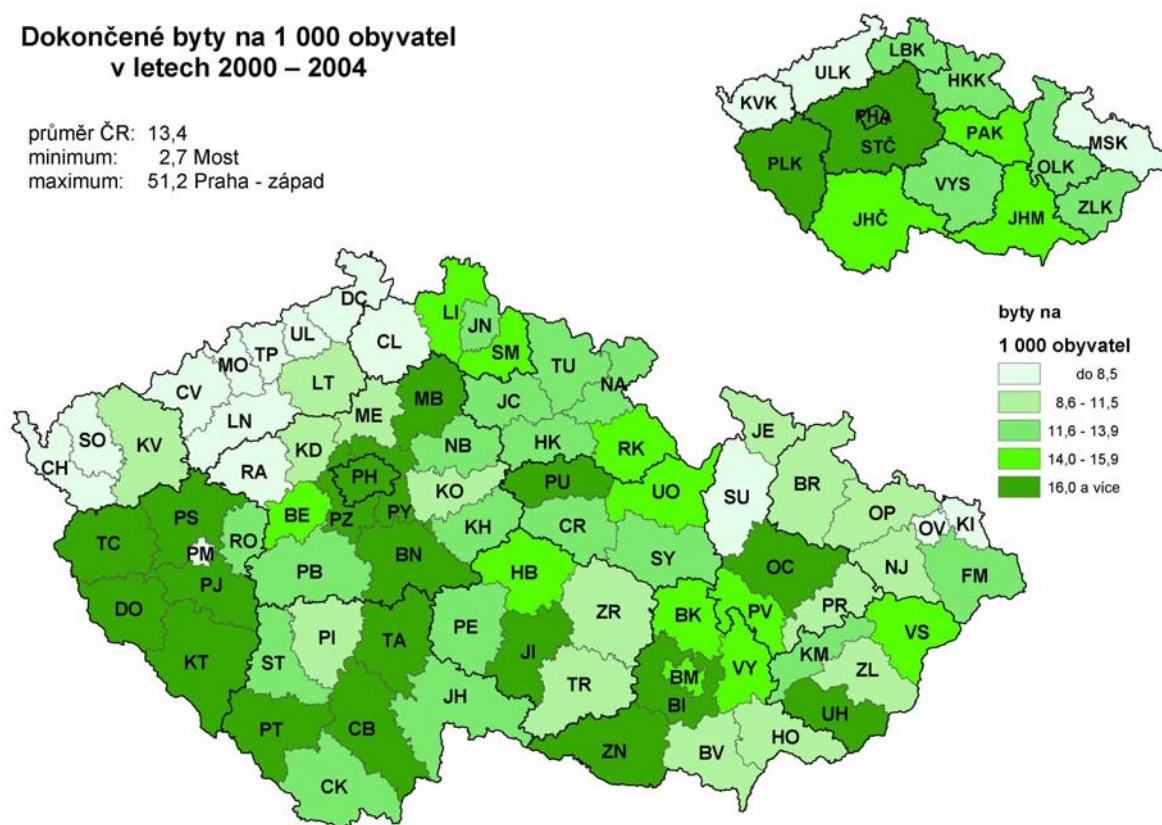 Dokončené byty na 1 000 obyvatel
v letech 2000 – 2004
průměr ČR: 13,4
minimum: 2,7 Most
maximum: 51,2 Praha - západ
LBK
ULK
HKK
KVK
PHA
PAK
MSK
STČ
PLK
OLK
VYS
ZLK
JHČ
JHM
byty na
1 000 obyvatel
do 8,5
8,6 - 11,5
11,6 - 13,9
14,0 - 15,9
16,0 a více
DC
LI
UL
JN
CL
TP
MO
SM
TU
CV
LT
NA
MB
JC
ME
LN
SO
KV
NB
HK
RK
JE
KD
CH
RA
PH
KO
PU
UO
SU
BR
OP
PS
BE
PZ
PY
OV
KI
TC
RO
KH
CR
PM
BN
SY
OC
NJ
FM
PB
HB
PJ
DO
ZR
BK
PV
PR
PI
TA
PE
VS
KT
ST
JI
KM
VY
BM
ZL
TR
BI
JH
UH
PT
CB
HO
ZN
BV
CK